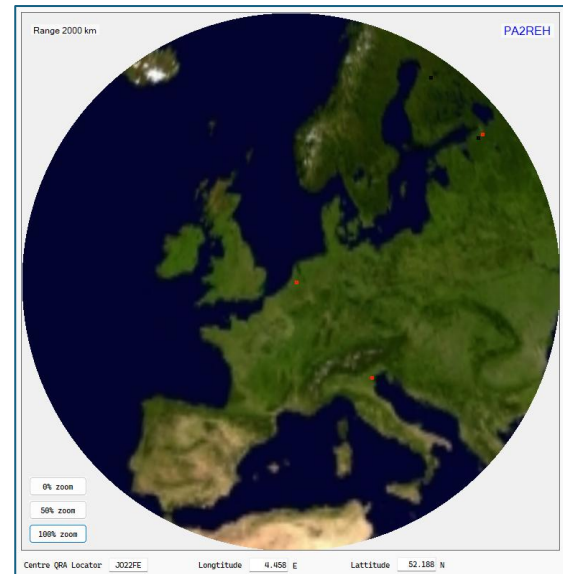 Range 2000 km
PA2REH
0% zoom
50% zoom
100% zoom
Centre QRA Locator JO22FE Longtitude 4.458 E Lattitude 52.188 N